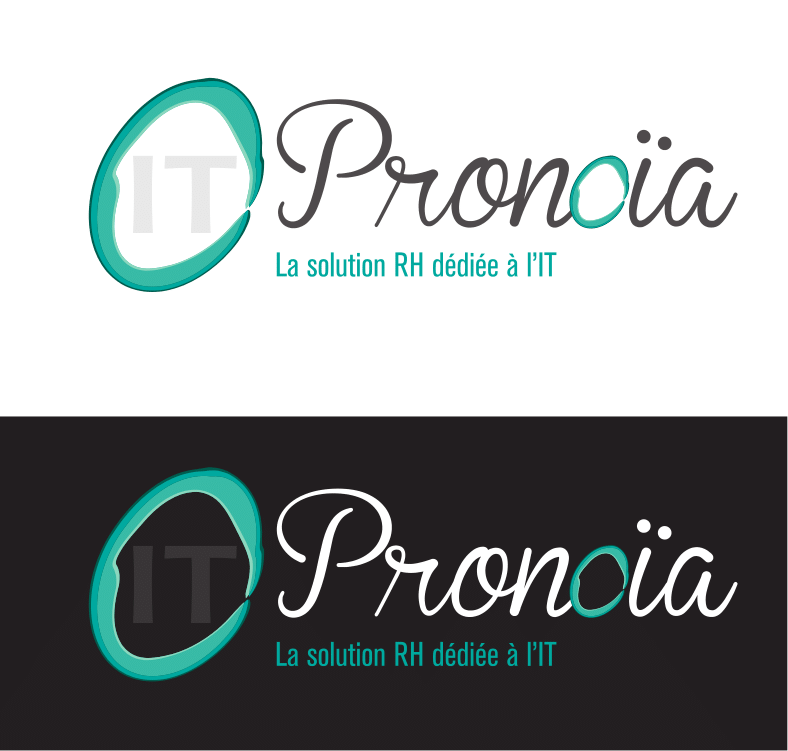 IT
Pronoïa
La solution RH dédiée à l'IT
IT
Pronoïa
La solution RH dédiée à l'IT